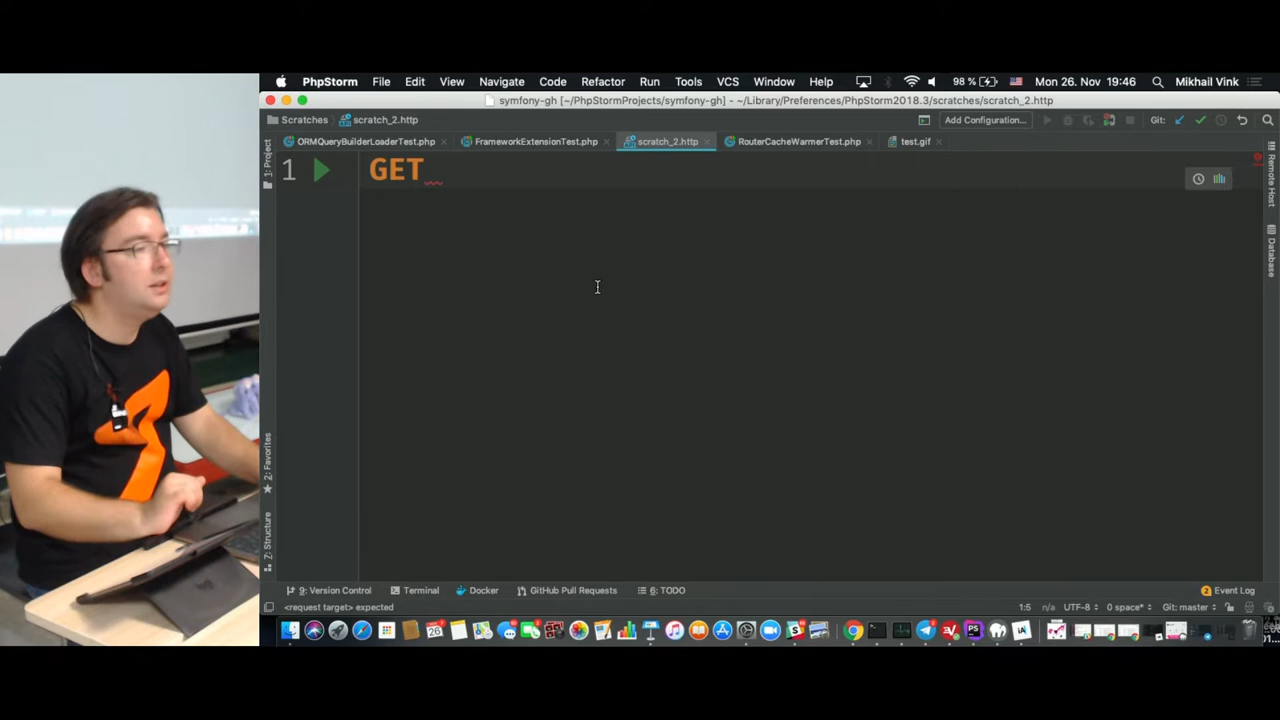 PhpStorm File Edit View Navigate Code Refactor Run Tools VCS Window Help 98 % Mon 26. Nov 19:46 Mikhail Vink
symfony-gh [~/PhpStormProjects/symfony-gh] - ~/Library/Preferences/PhpStorm2018.3/scratches/scratch_2.http
Scratches scratch_2.http Add Configuration... Git:
ORMQueryBuilderLoaderTest.php FrameworkExtensionTest.php scratch_2.http RouterCacheWarmerTest.php test.gif
1: Project
1 GET
Remote Host
Database
2: Favorites
7: Structure
9: Version Control Terminal Docker GitHub Pull Requests 6: TODO 2 Event Log
<request target> expected 1:5 n/a UTF-8 0 space* Git: master